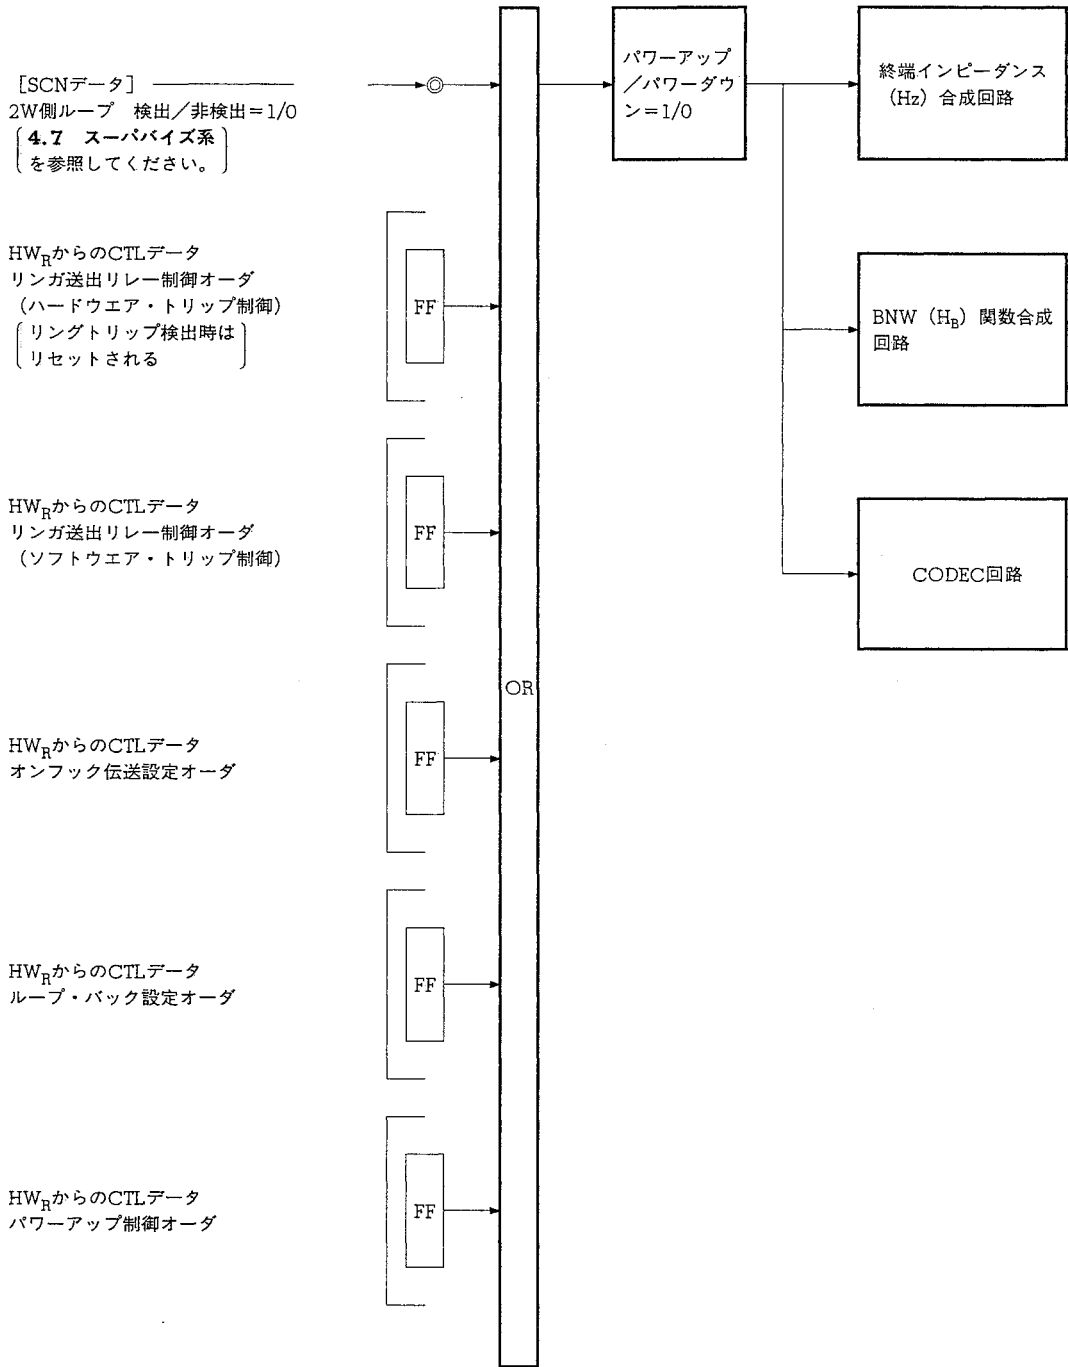 [SCNデータ]
2W側ループ 検出／非検出＝1/0
4.7 スーパバイズ系
を参照してください。
HWRからのCTLデータ
リンガ送出リレー制御オーダ
（ハードウエア・トリップ制御）
リングトリップ検出時は
リセットされる
FF
HWRからのCTLデータ
リンガ送出リレー制御オーダ
（ソフトウエア・トリップ制御）
FF
HWRからのCTLデータ
オンフック伝送設定オーダ
FF
HWRからのCTLデータ
ループ・バック設定オーダ
FF
HWRからのCTLデータ
パワーアップ制御オーダ
FF
OR
パワーアップ
／パワーダウ
ン＝1/0
終端インピーダンス
（Hz）合成回路
BNW（HB）関数合成
回路
CODEC回路